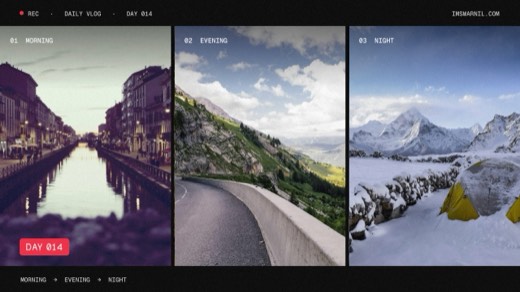 REC · DAILY VLOG · DAY 014
IMSWARNIL.COM
01 MORNING
02 EVENING
03 NIGHT
DAY 014
MORNING → EVENING → NIGHT